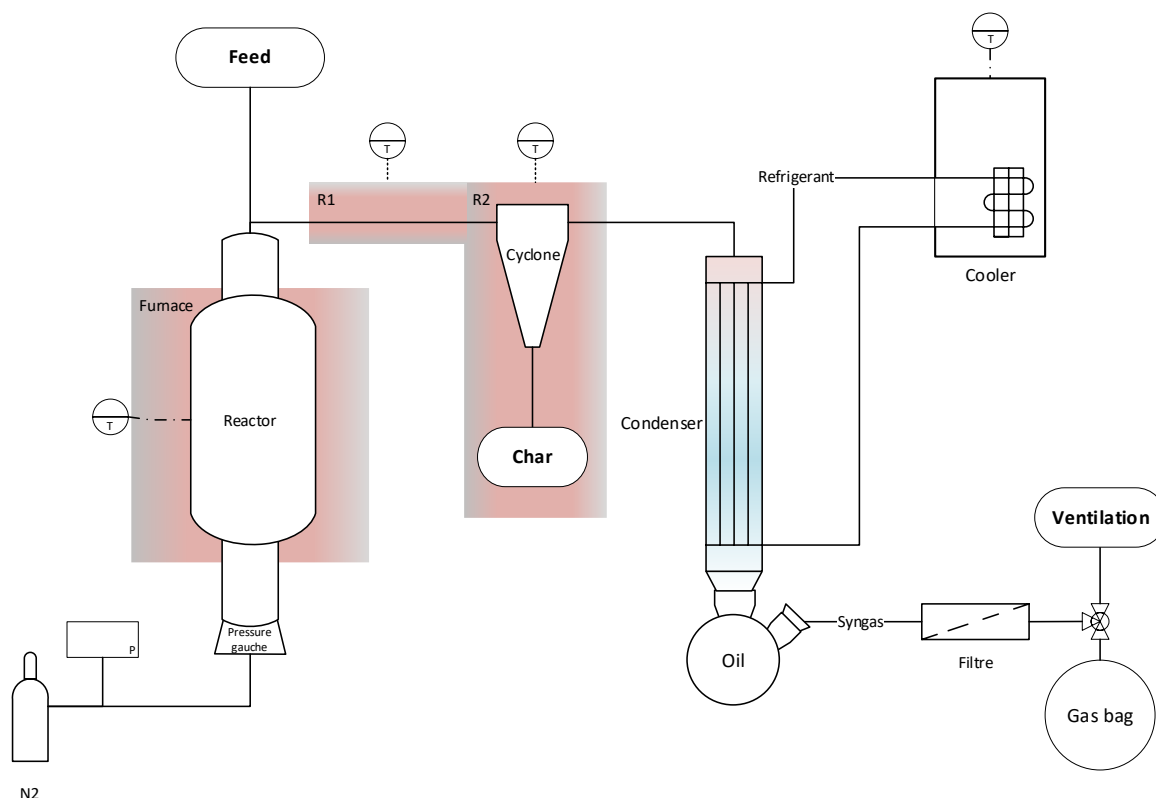 Feed
T
T
T
R1
R2
Refrigerant
Cyclone
Cooler
Furnace
T
Reactor
Condenser
Char
Ventilation
Pressure
gauche
P
Syngas
Oil
Filtre
Gas bag
N2